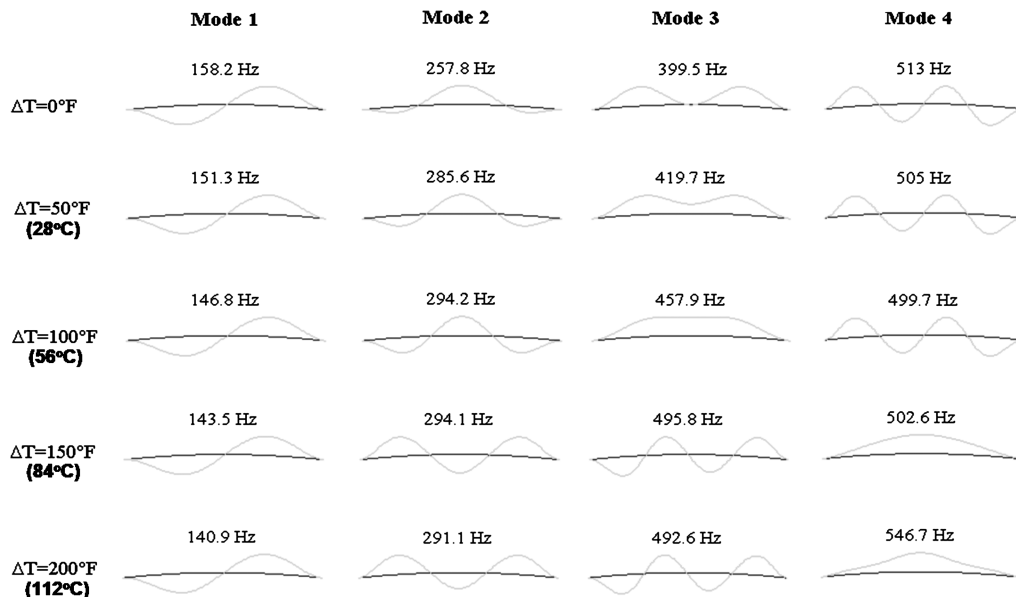 Mode 1 Mode 2 Mode 3 Mode 4
158.2 Hz 257.8 Hz 399.5 Hz 513 Hz
ΔT=0°F
151.3 Hz 285.6 Hz 419.7 Hz 505 Hz
ΔT=50°F
(28°C)
146.8 Hz 294.2 Hz 457.9 Hz 499.7 Hz
ΔT=100°F
(56°C)
143.5 Hz 294.1 Hz 495.8 Hz 502.6 Hz
ΔT=150°F
(84°C)
140.9 Hz 291.1 Hz 492.6 Hz 546.7 Hz
ΔT=200°F
(112°C)